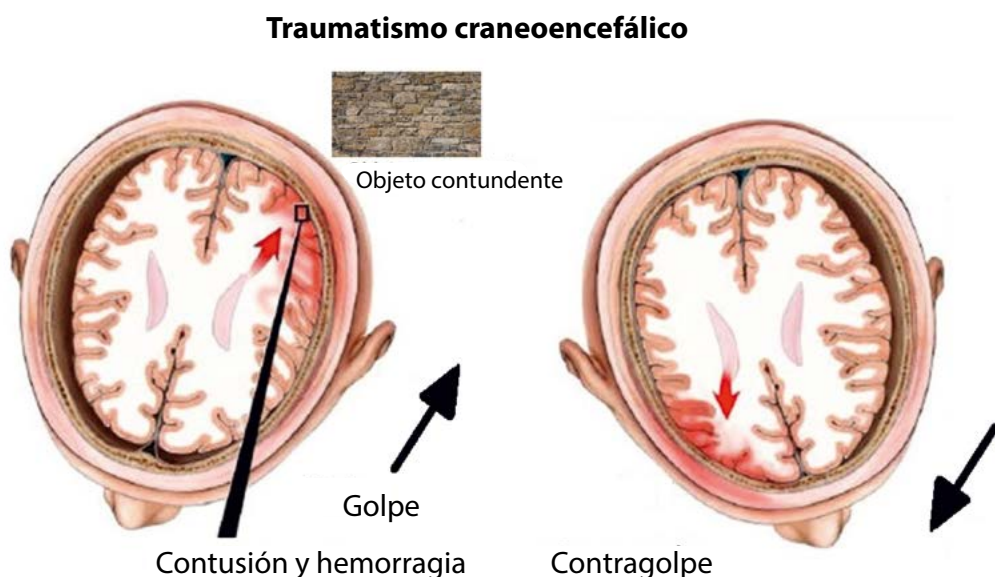 Traumatismo craneoencefálico
Objeto contundente
Golpe
Contusión y hemorragia
Contragolpe